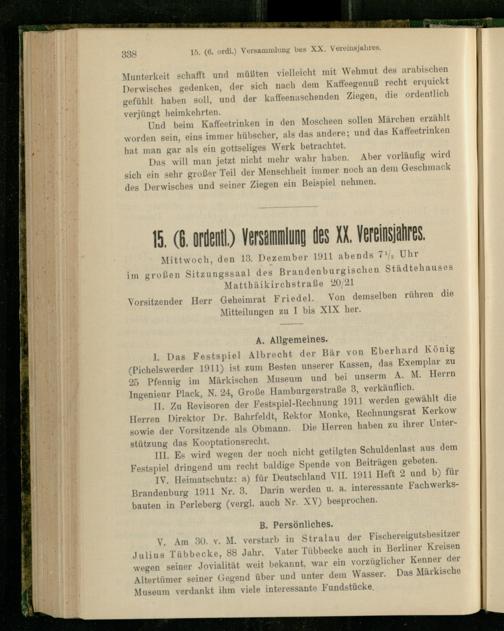 338
15. (6. ordtl.) Versammlung des XX. Vereinsjahres.
Munterkeit schafft und müßten vielleicht mit Wehmut des arabischen
Derwisches gedenken, der sich nach dem Kaffeegenuß recht erquickt
gefühlt haben soll, und der kaffeenaschenden Ziegen, die ordentlich
verjüngt heimkehrten.
Und beim Kaffeetrinken in den Moscheen sollen Märchen erzählt
worden sein, eins immer hübscher, als das andere; und das Kaffeetrinken
hat man gar als ein gottseliges Werk betrachtet.
Das will man jetzt nicht mehr wahr haben. Aber vorläufig wird
sich ein sehr großer Teil der Menschheit immer noch an dem Geschmack
des Derwisches und seiner Ziegen ein Beispiel nehmen.
15. (6. ordentl.) Versammlung des XX. Vereinsjahres.
Mittwoch, den 13. Dezember 1911 abends 7½ Uhr
im großen Sitzungssaal des Brandenburgischen Städtehauses
Matthäikirchstraße 20/21
Vorsitzender Herr Geheimrat Friedel. Von demselben rühren die
Mitteilungen zu I bis XIX her.
A. Allgemeines.
I. Das Festspiel Albrecht der Bär von Eberhard König
(Pichelswerder 1911) ist zum Besten unserer Kassen, das Exemplar zu
25 Pfennig im Märkischen Museum und bei unserm A. M. Herrn
Ingenieur Plack, N. 24, Große Hamburgerstraße 3, verkäuflich.
II. Zu Revisoren der Festspiel-Rechnung 1911 werden gewählt die
Herren Direktor Dr. Bahrfeldt, Rektor Monke, Rechnungsrat Kerkow
sowie der Vorsitzende als Obmann. Die Herren haben zu ihrer Unter-
stützung das Kooptationsrecht.
III. Es wird wegen der noch nicht getilgten Schuldenlast aus dem
Festspiel dringend um recht baldige Spende von Beiträgen gebeten.
IV. Heimatschutz: a) für Deutschland VII. 1911 Heft 2 und b) für
Brandenburg 1911 Nr. 3. Darin werden u. a. interessante Fachwerks-
bauten in Perleberg (vergl. auch Nr. XV) besprochen.
B. Persönliches.
V. Am 30. v. M. verstarb in Stralau der Fischereigutsbesitzer
Julius Tübbecke, 88 Jahr. Vater Tübbecke auch in Berliner Kreisen
wegen seiner Jovialität weit bekannt, war ein vorzüglicher Kenner der
Altertümer seiner Gegend über und unter dem Wasser. Das Märkische
Museum verdankt ihm viele interessante Fundstücke.